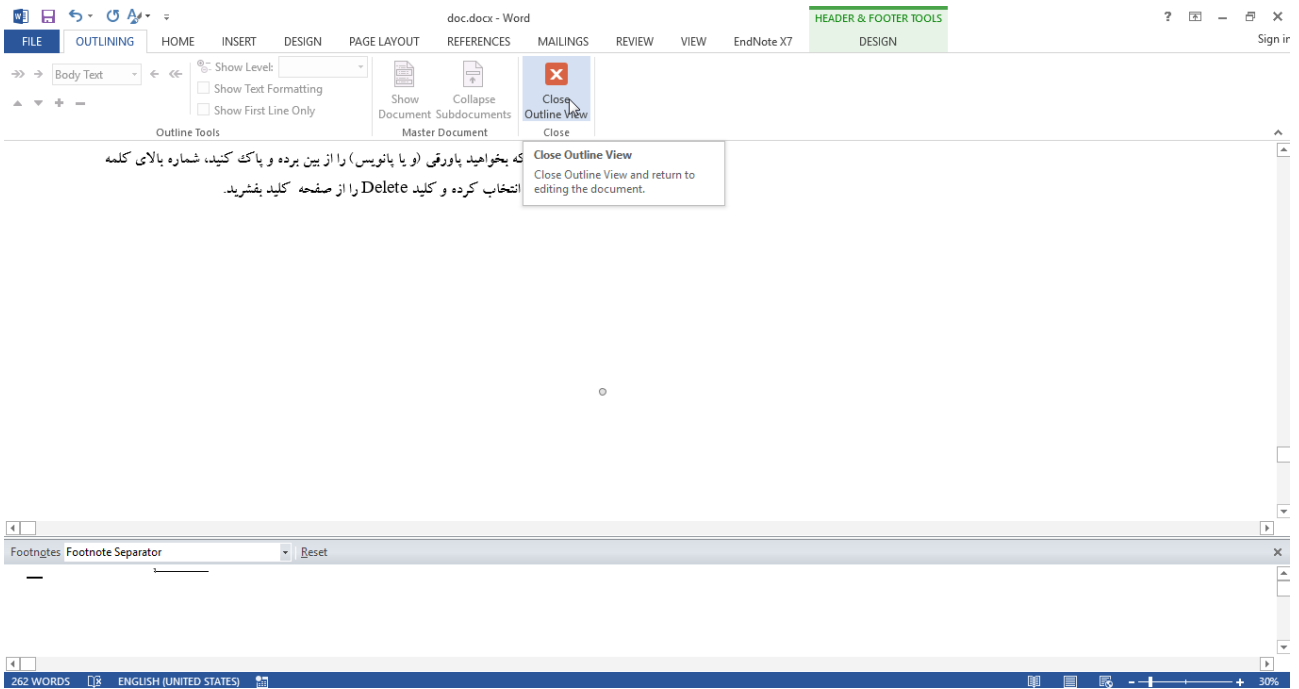 doc.docx - Word
HEADER & FOOTER TOOLS
?
FILE
OUTLINING
HOME
INSERT
DESIGN
PAGE LAYOUT
REFERENCES
MAILINGS
REVIEW
VIEW
EndNote X7
DESIGN
Sign in
Body Text
Show Level:
Show Text Formatting
Show First Line Only
Outline Tools
Show
Document
Collapse
Subdocuments
Master Document
Close
Outline View
Close
Close Outline View
Close Outline View and return to
editing the document.
که بخواهید پاورقی (و یا پانویس) را از بین برده و پاک کنید، شماره بالای کلمه
انتخاب کرده و کلید Delete را از صفحه کلید بفشرید.
Footnotes Footnote Separator Reset
262 WORDS ENGLISH (UNITED STATES) 30%